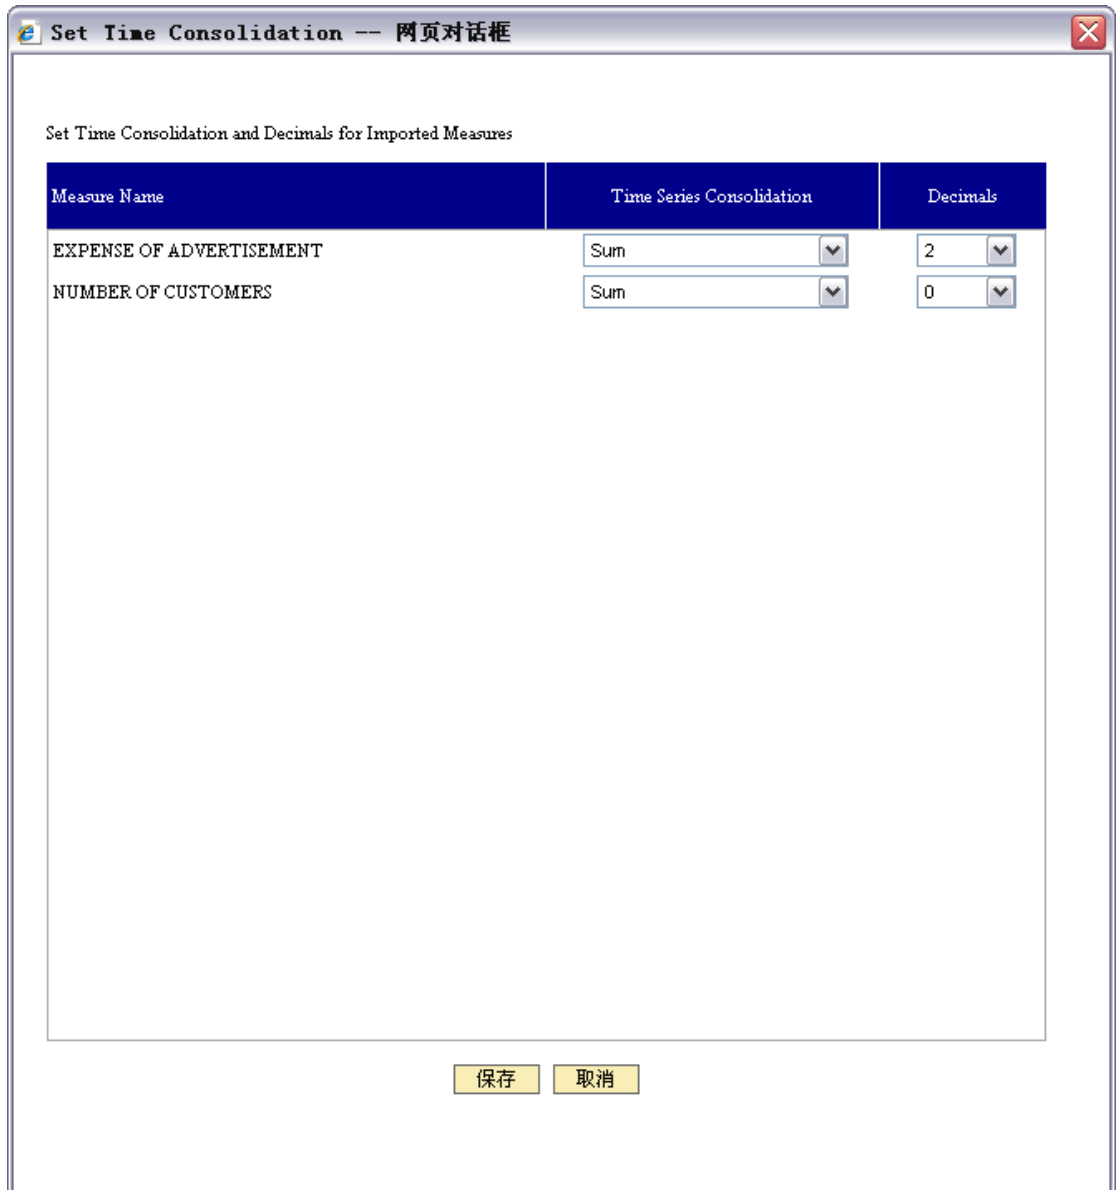 Set Time Consolidation -- 网页对话框
Set Time Consolidation and Decimals for Imported Measures
Measure Name Time Series Consolidation Decimals
EXPENSE OF ADVERTISEMENT Sum 2
NUMBER OF CUSTOMERS Sum 0
保存 取消